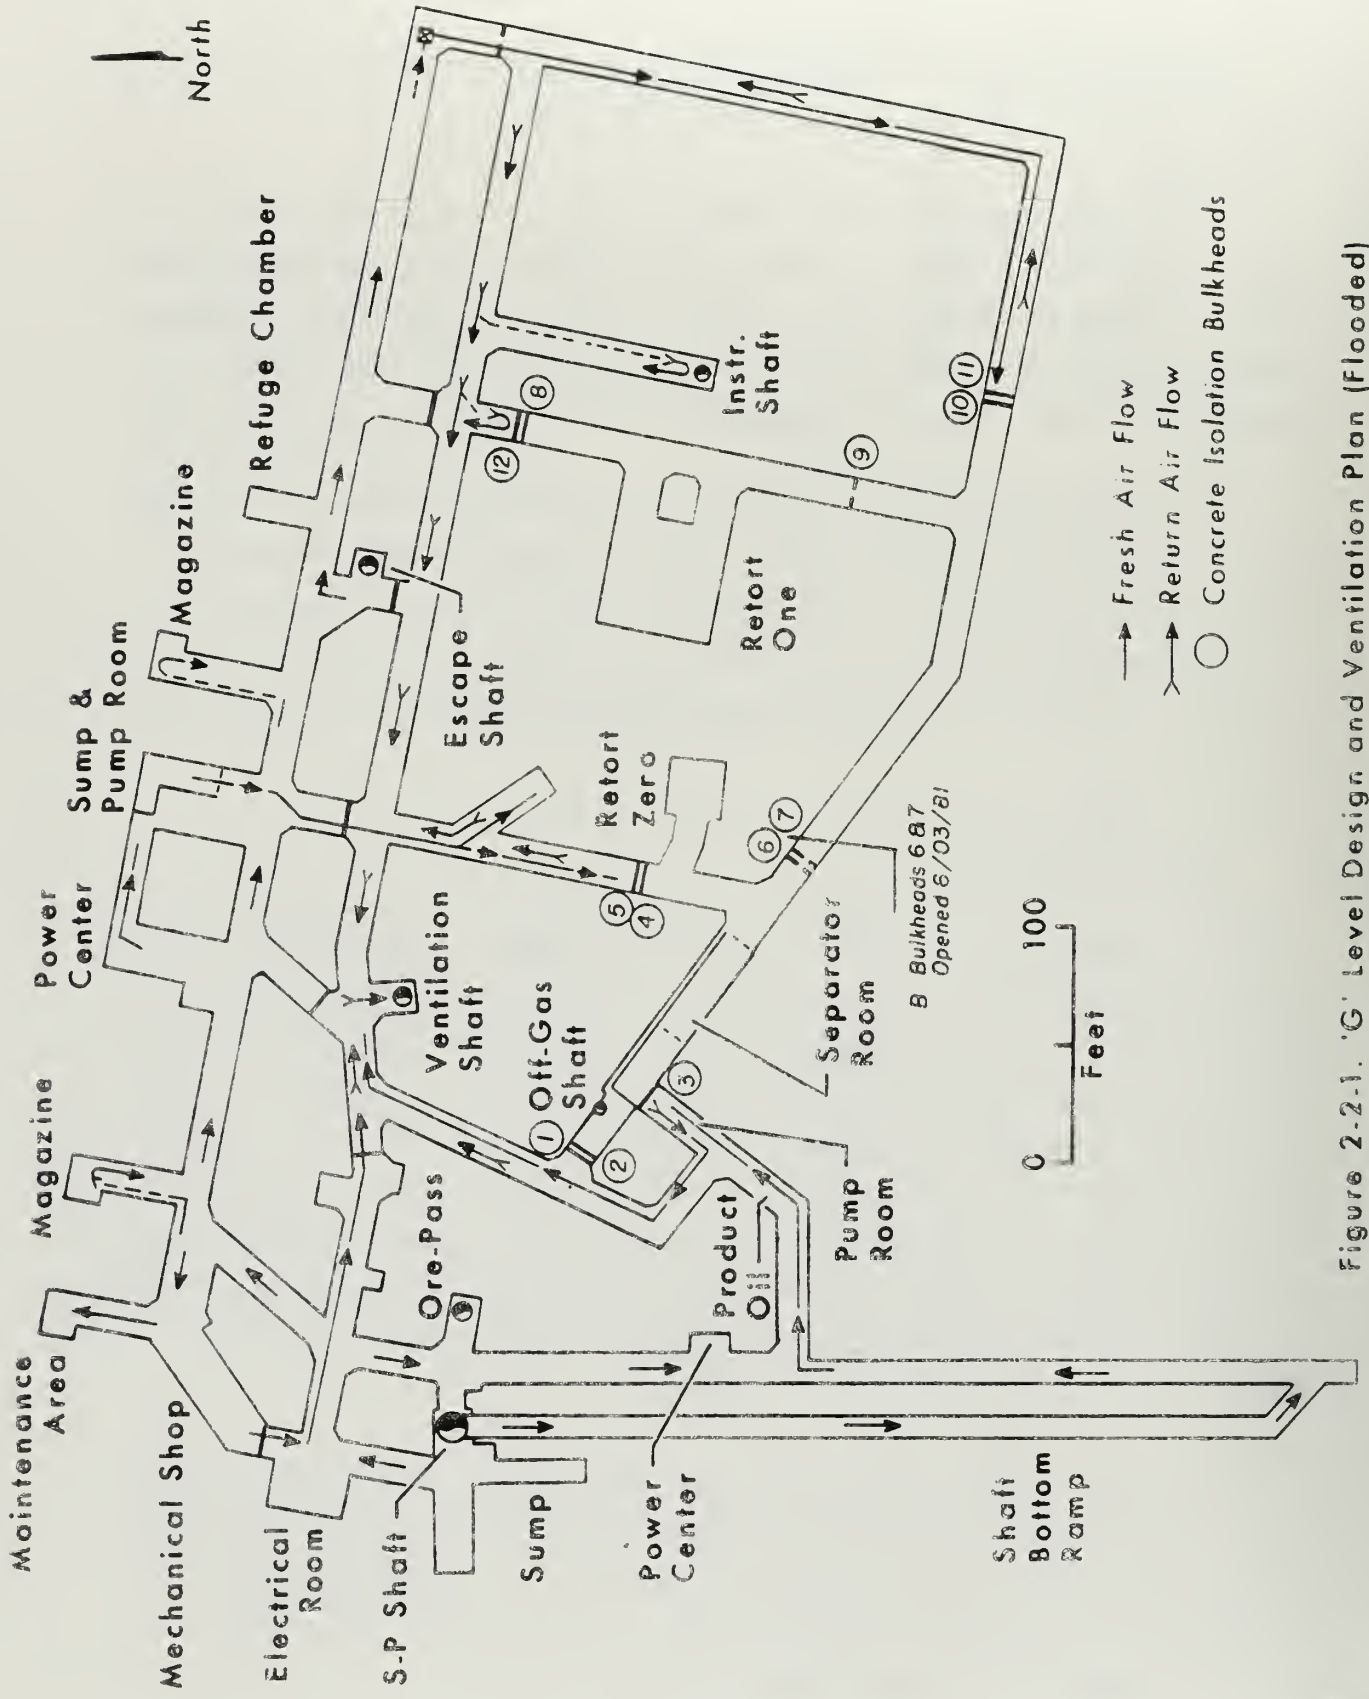 North
Maintenance
Area
Magazine
Power
Center
Sump &
Pump Room
Magazine
Refuge Chamber
Mechanical Shop
Electrical
Room
S-P Shaft
Ore-Pass
Ventilation
Shaft
Escape
Shaft
Instr.
Shaft
Off-Gas
Shaft
Retort
Zero
Retort
One
Sump
Power
Center
Product
Oil
Pump
Room
Separator
Room
B Bulkheads 6&7
Opened 6/03/81
Shaft
Bottom
Ramp
1
2
3
4
5
6
7
8
9
10
11
12
0 100
Feet
Fresh Air Flow
Return Air Flow
Concrete Isolation Bulkheads
Figure 2-2-1. 'G' Level Design and Ventilation Plan (Flooded)